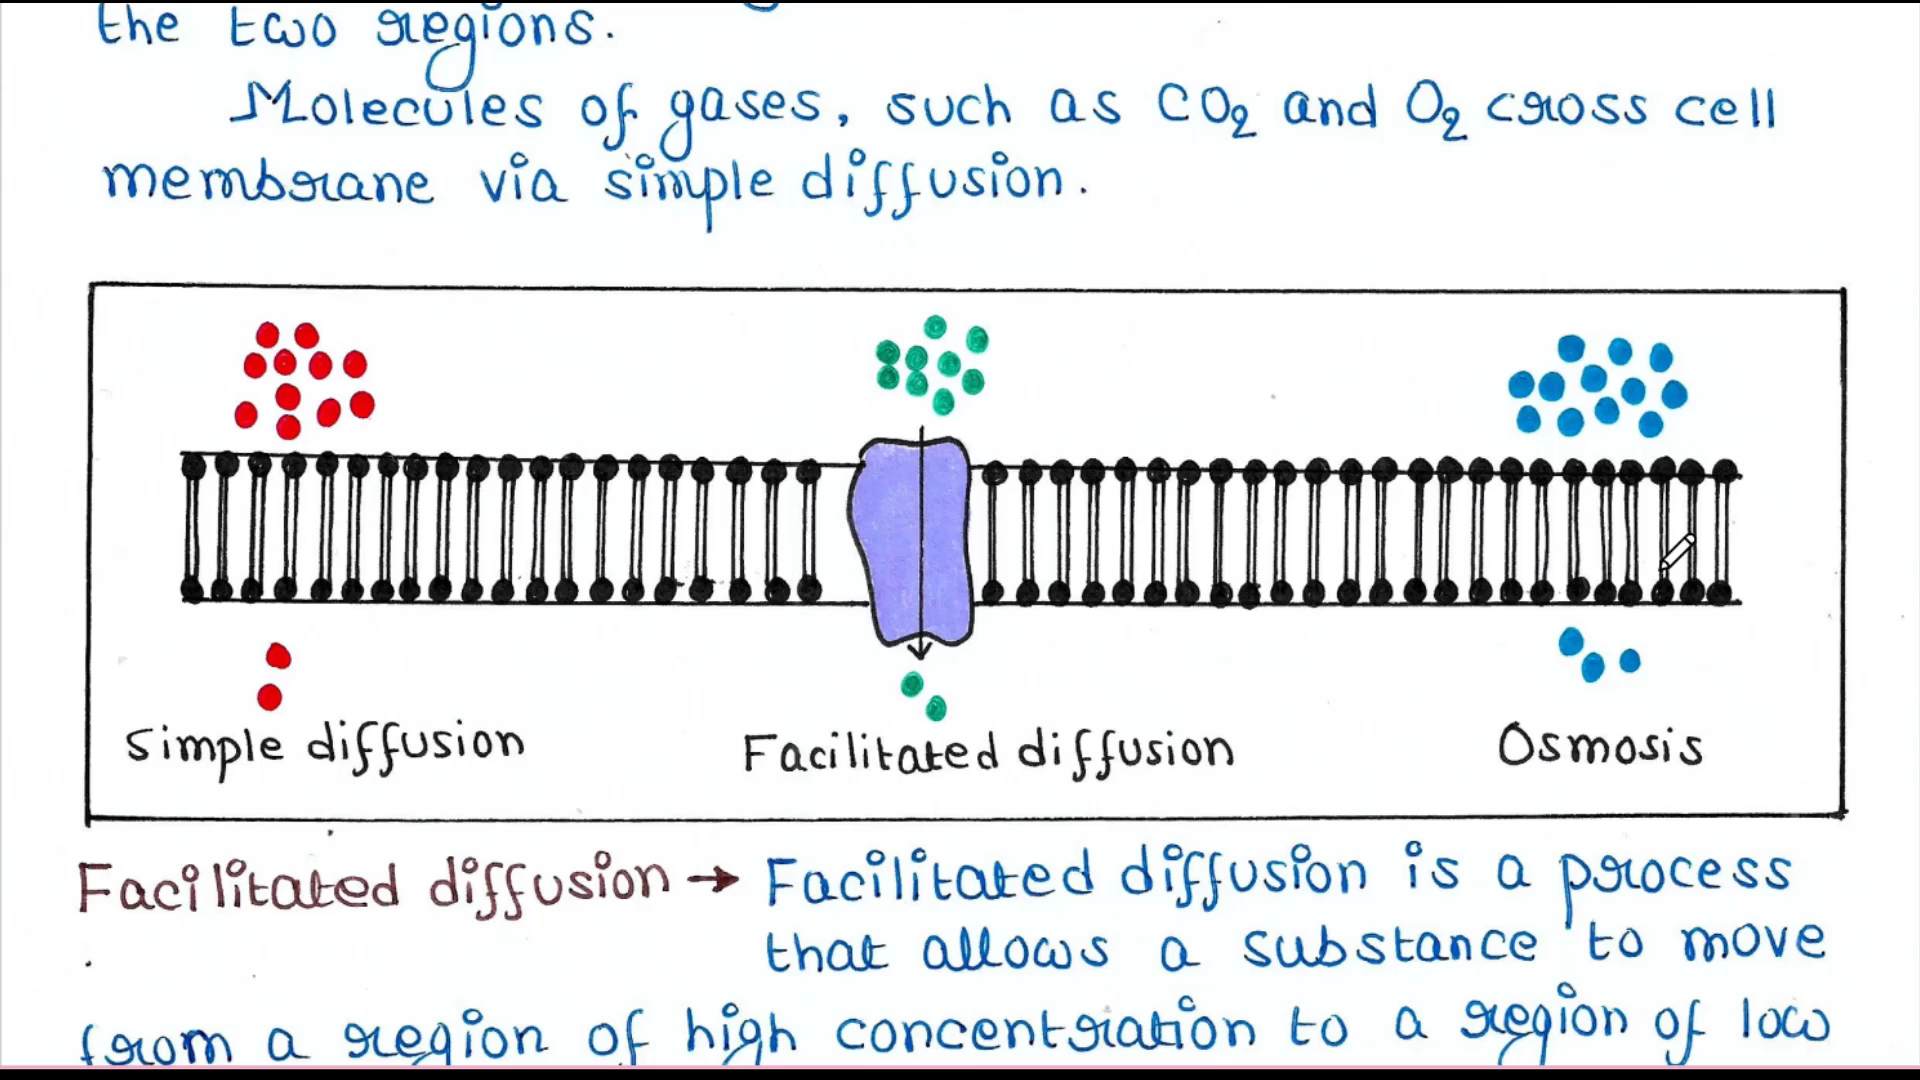 the two regions.
Molecules of gases, such as CO₂ and O₂ cross cell
membrane via simple diffusion.
Simple diffusion
Facilitated diffusion
Osmosis
Facilitated diffusion → Facilitated diffusion is a process
that allows a substance to move
from a region of high concentration to a region of low